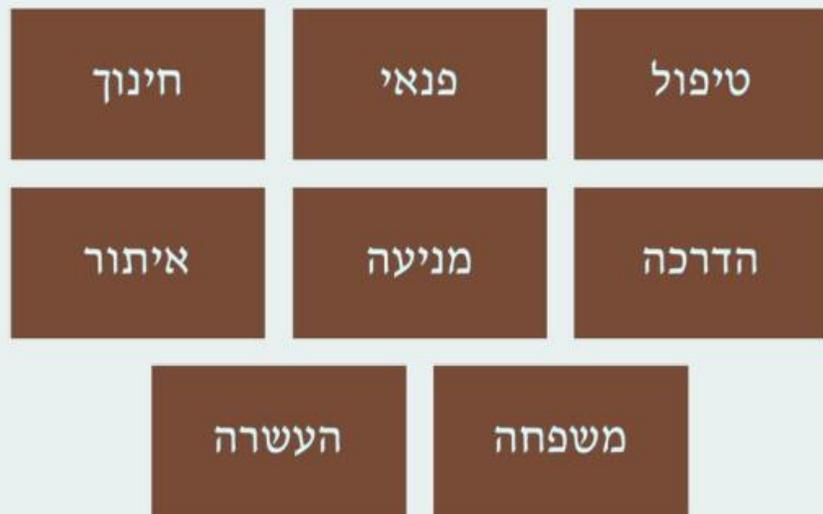 טיפול
פנאי
חינוך
הדרכה
מניעה
איתור
משפחה
העשרה